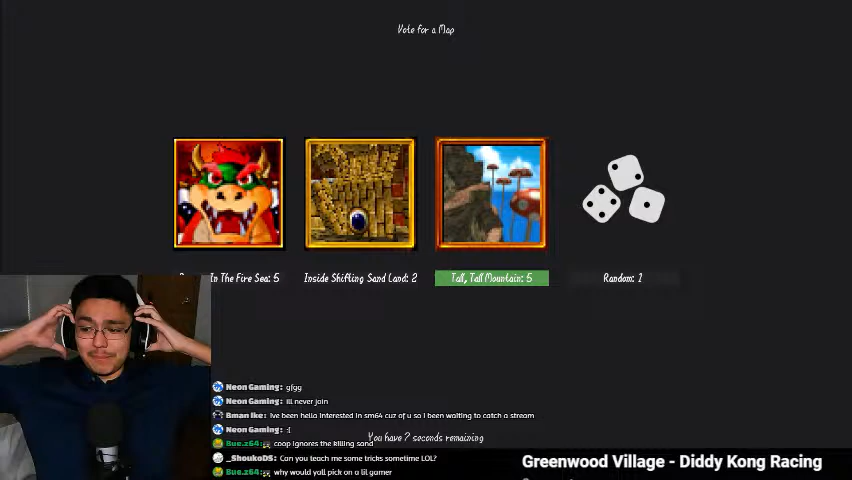 Vote for a Map
In The Fire Sea: 5
Inside Shifting Sand Land: 2
Tall, Tall Mountain: 5
Random: 1
Neon Gaming: gfgg
Neon Gaming: ill never join
Bman Ike: ive been hella interested in sm64 cuz of u so i been waiting to catch a stream
Neon Gaming: :(
Bue.z64: coop ignores the killing sand
You have 7 seconds remaining
_ShoukoDS: Can you teach me some tricks sometime LOL?
Bue.z64: why would yall pick on a lil gamer
Greenwood Village - Diddy Kong Racing